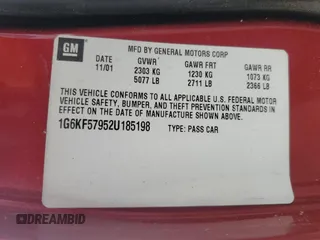 GM
MFD BY GENERAL MOTORS CORP
DATE GVWR GAWR FRT GAWR RR
11/01 2303 KG 1230 KG 1073 KG
5077 LB 2711 LB 2366 LB
THIS VEHICLE CONFORMS TO ALL APPLICABLE U.S. FEDERAL MOTOR
VEHICLE SAFETY, BUMPER, AND THEFT PREVENTION STANDARDS IN
EFFECT ON THE DATE OF MANUFACTURE SHOWN ABOVE.
1G6KF57952U185198 TYPE: PASS CAR
DREAMBID